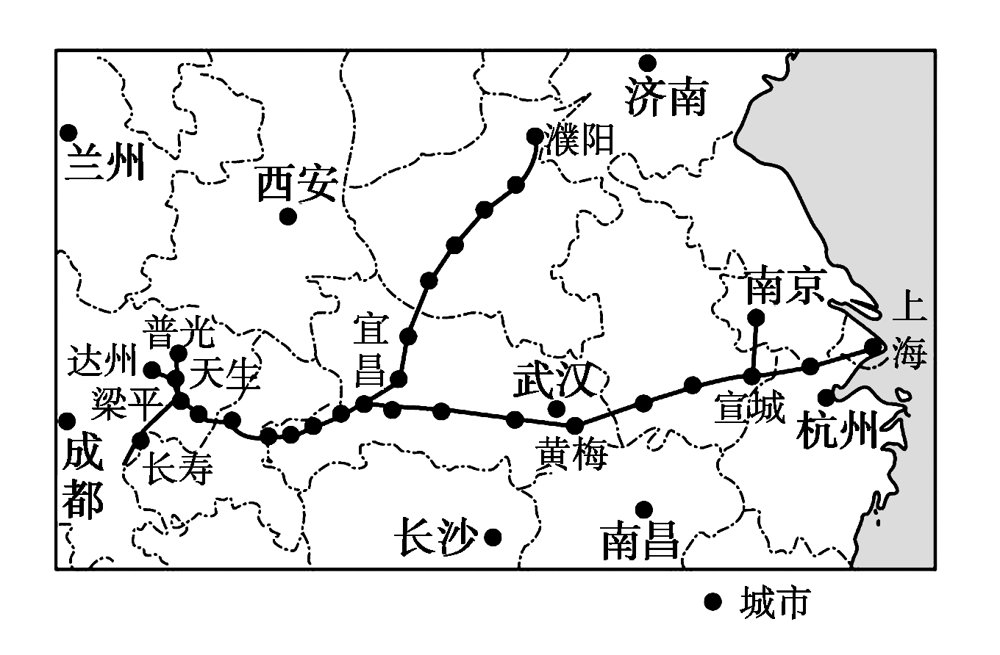 济南
濮阳
兰州
西安
南京
上海
普光
宜昌
达州
天生
武汉
梁平
宣城
杭州
成都
长寿
黄梅
长沙
南昌
城市